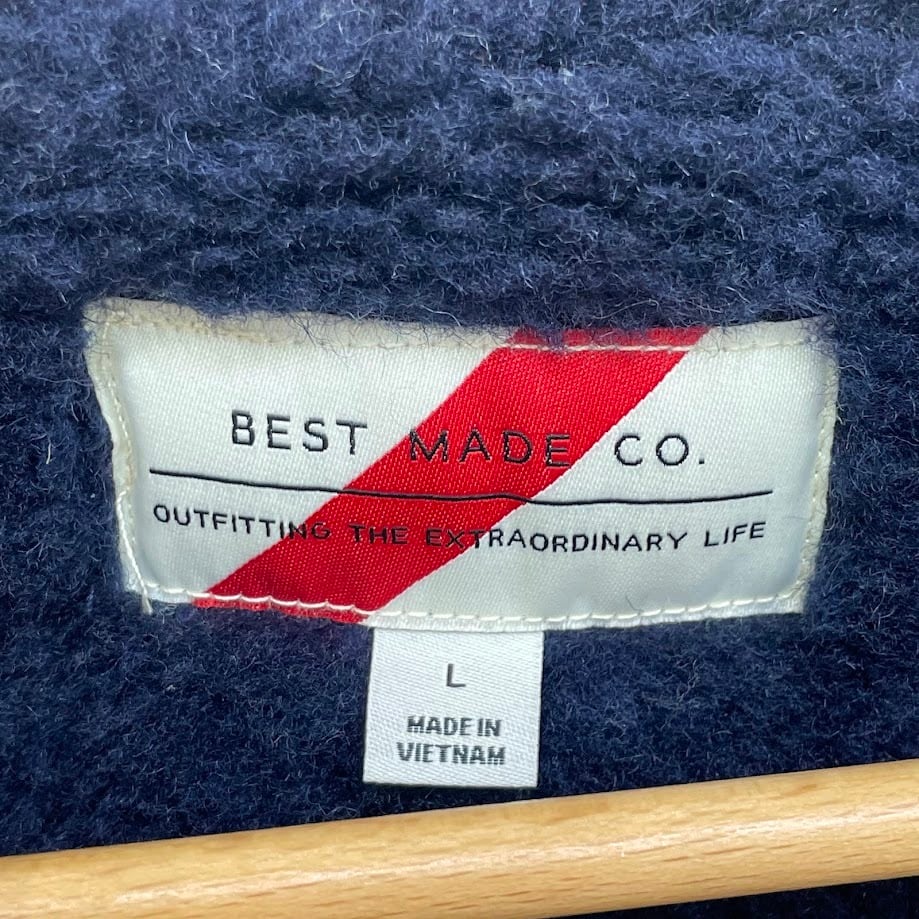 BEST MADE CO.
OUTFITTING THE EXTRAORDINARY LIFE
L
MADE IN
VIETNAM